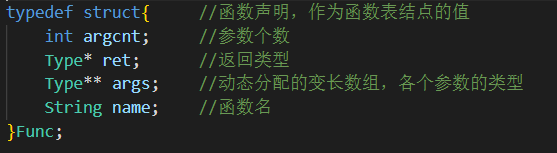 typedef struct{ //函数声明，作为函数表结点的值
int argcnt; //参数个数
Type* ret; //返回类型
Type** args; //动态分配的变长数组，各个参数的类型
String name; //函数名
}Func;